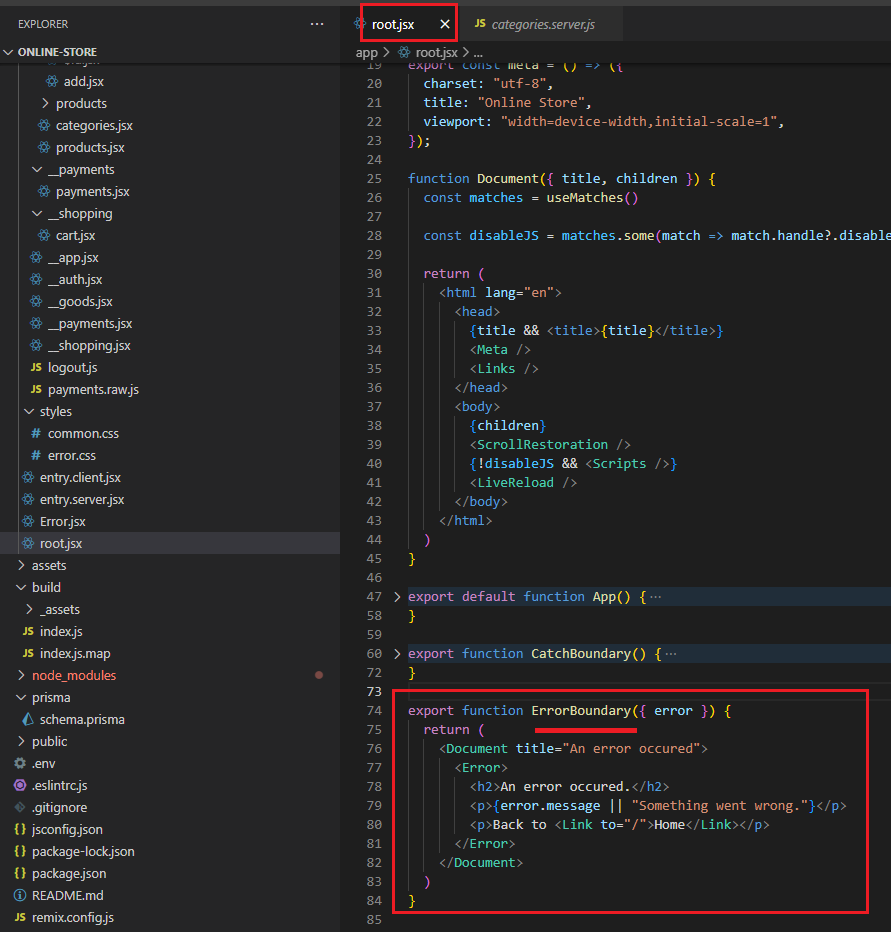 EXPLORER
ONLINE-STORE
add.jsx
products
categories.jsx
products.jsx
__payments
payments.jsx
__shopping
cart.jsx
__app.jsx
__auth.jsx
__goods.jsx
__payments.jsx
__shopping.jsx
JS logout.js
JS payments.raw.js
styles
# common.css
# error.css
entry.client.jsx
entry.server.jsx
Error.jsx
root.jsx
assets
build
_assets
JS index.js
JS index.js.map
node_modules
prisma
schema.prisma
public
.env
.eslintrc.js
.gitignore
{} jsconfig.json
{} package-lock.json
{} package.json
README.md
JS remix.config.js
root.jsx
JS categories.server.js
app > root.jsx > ...
19 export const meta = () => ({
20 charset: "utf-8",
21 title: "Online Store",
22 viewport: "width=device-width,initial-scale=1",
23 });
24
25 function Document({ title, children }) {
26 const matches = useMatches()
27
28 const disableJS = matches.some(match => match.handle?.disable
29
30 return (
31 <html lang="en">
32 <head>
33 {title && <title>{title}</title>}
34 <Meta />
35 <Links />
36 </head>
37 <body>
38 {children}
39 <ScrollRestoration />
40 {!disableJS && <Scripts />}
41 <LiveReload />
42 </body>
43 </html>
44 )
45 }
46
47 export default function App() { ...
58 }
59
60 export function CatchBoundary() { ...
72 }
73
74 export function ErrorBoundary({ error }) {
75 return (
76 <Document title="An error occured">
77 <Error>
78 <h2>An error occured.</h2>
79 <p>{error.message || "Something went wrong."}</p>
80 <p>Back to <Link to="/">Home</Link></p>
81 </Error>
82 </Document>
83 )
84 }
85